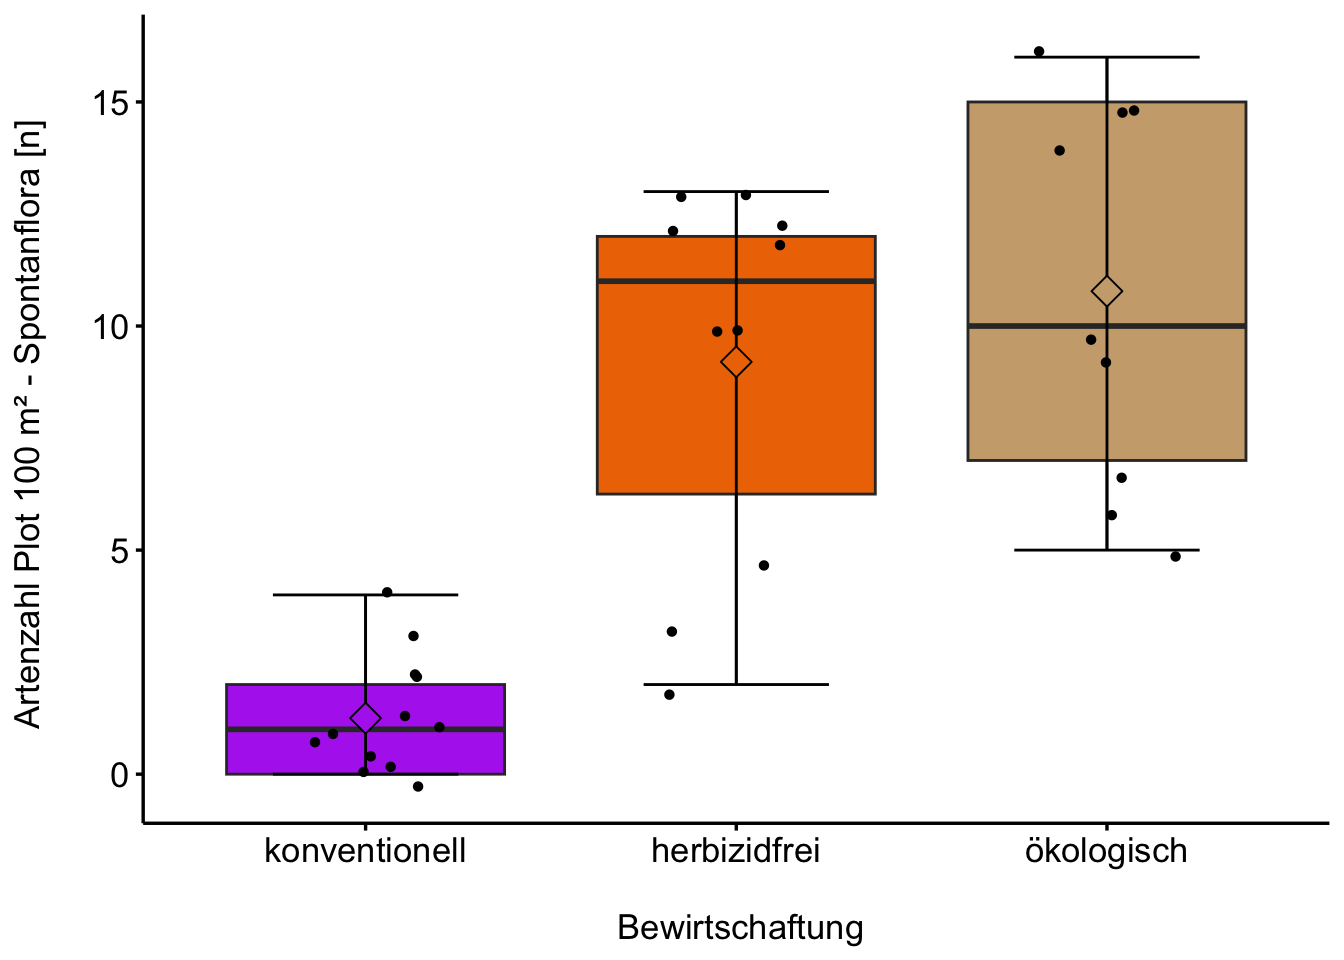 Artenzahl Plot 100 m² - Spontanflora [n]
15
10
5
0
konventionell herbizidfrei ökologisch
Bewirtschaftung